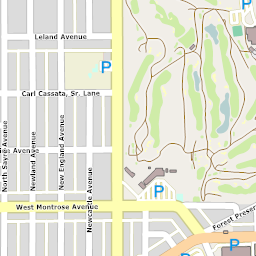 Leland Avenue
P
P
Carl Cassata, Sr. Lane
North Sayre Avenue
Newland Avenue
New England Avenue
Avenue
Newcastle Avenue
P
West Montrose Avenue
Forest Preserve
P